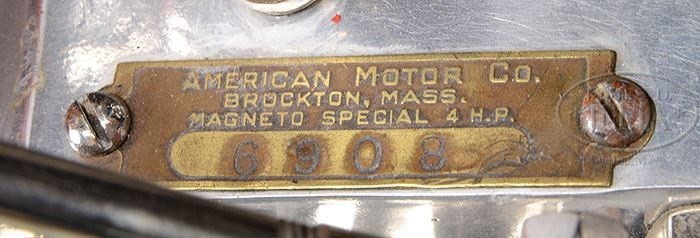 AMERICAN MOTOR CO.
BROCKTON, MASS.
MAGNETO SPECIAL 4 H.P.
6908